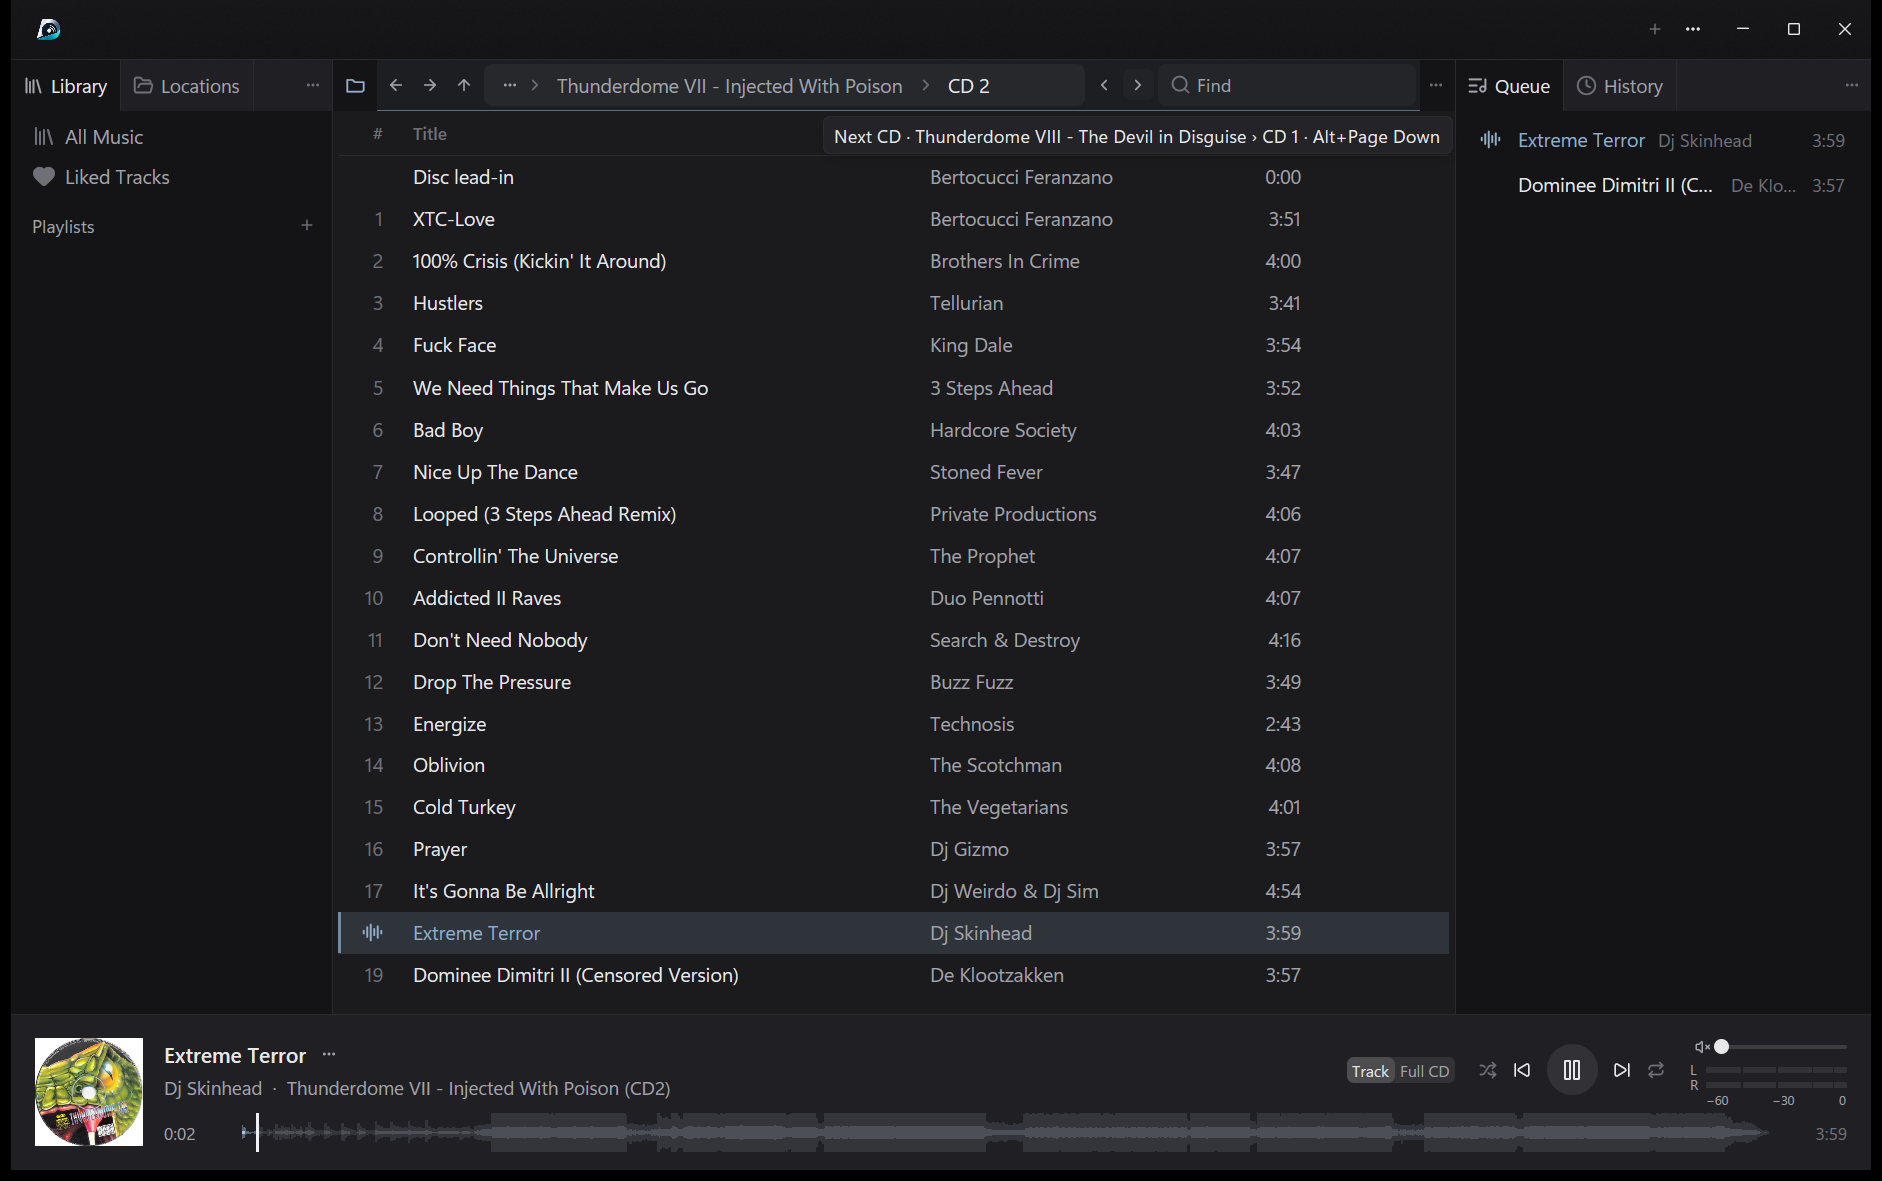 Library
Locations
Thunderdome VII - Injected With Poison
CD 2
Find
Queue
History
All Music
Liked Tracks
Playlists
# Title
Next CD · Thunderdome VIII - The Devil in Disguise › CD 1 · Alt+Page Down
Disc lead-in Bertocucci Feranzano 0:00
1 XTC-Love Bertocucci Feranzano 3:51
2 100% Crisis (Kickin' It Around) Brothers In Crime 4:00
3 Hustlers Tellurian 3:41
4 Fuck Face King Dale 3:54
5 We Need Things That Make Us Go 3 Steps Ahead 3:52
6 Bad Boy Hardcore Society 4:03
7 Nice Up The Dance Stoned Fever 3:47
8 Looped (3 Steps Ahead Remix) Private Productions 4:06
9 Controllin' The Universe The Prophet 4:07
10 Addicted II Raves Duo Pennotti 4:07
11 Don't Need Nobody Search & Destroy 4:16
12 Drop The Pressure Buzz Fuzz 3:49
13 Energize Technosis 2:43
14 Oblivion The Scotchman 4:08
15 Cold Turkey The Vegetarians 4:01
16 Prayer Dj Gizmo 3:57
17 It's Gonna Be Allright Dj Weirdo & Dj Sim 4:54
Extreme Terror Dj Skinhead 3:59
19 Dominee Dimitri II (Censored Version) De Klootzakken 3:57
Extreme Terror Dj Skinhead 3:59
Dominee Dimitri II (C... De Klo... 3:57
Extreme Terror
Dj Skinhead · Thunderdome VII - Injected With Poison (CD2)
0:02
Track Full CD
L
R
-60 -30 0
3:59